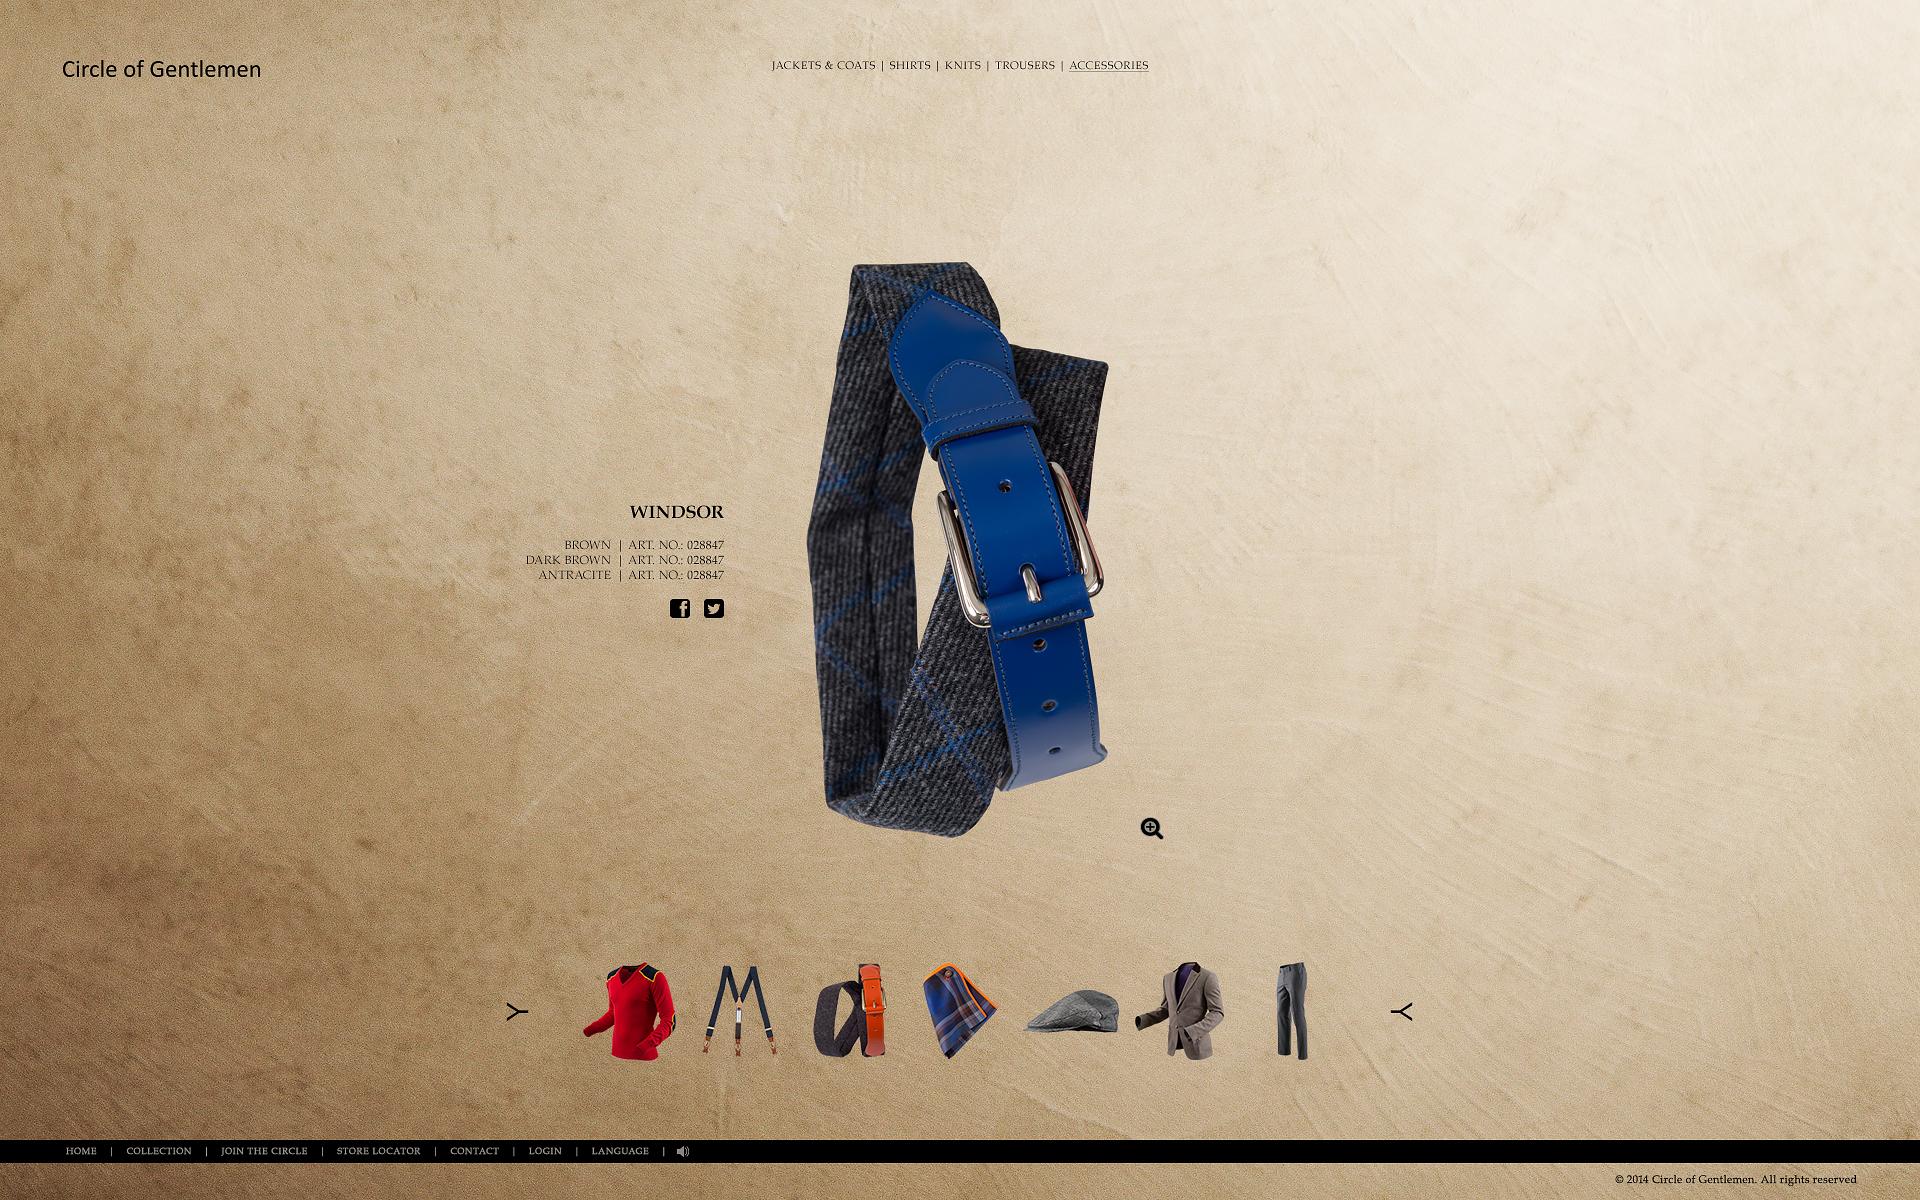 Circle of Gentlemen
JACKETS & COATS | SHIRTS | KNITS | TROUSERS | ACCESSORIES
WINDSOR
BROWN | ART. NO.: 028847
DARK BROWN | ART. NO.: 028847
ANTRACITE | ART. NO.: 028847
HOME | COLLECTION | JOIN THE CIRCLE | STORE LOCATOR | CONTACT | LOGIN | LANGUAGE |
© 2014 Circle of Gentlemen. All rights reserved